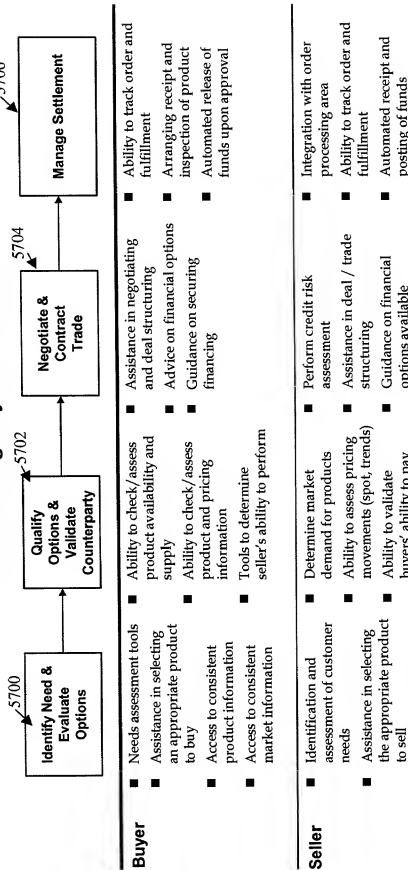 5700
Identify Need &
Evaluate
Options
5702
Qualify
Options &
Validate
Counterparty
5704
Negotiate &
Contract
Trade
Manage Settlement
Buyer
■ Needs assessment tools
■ Assistance in selecting
an appropriate product
to buy
■ Access to consistent
product information
■ Access to consistent
market information
■ Ability to check/assess
product availability and
supply
■ Ability to check/assess
product and pricing
information
■ Tools to determine
seller's ability to perform
■ Assistance in negotiating
and deal structuring
■ Advice on financial options
■ Guidance on securing
financing
■ Ability to track order and
fulfillment
■ Arranging receipt and
inspection of product
■ Automated release of
funds upon approval
Seller
■ Identification and
assessment of customer
needs
■ Assistance in selecting
the appropriate product
to sell
■ Determine market
demand for products
■ Ability to assess pricing
movements (spot, trends)
■ Ability to validate
buyers' ability to pay
■ Perform credit risk
assessment
■ Assistance in deal / trade
structuring
■ Guidance on financial
options available
■ Integration with order
processing area
■ Ability to track order and
fulfillment
■ Automated receipt and
posting of funds